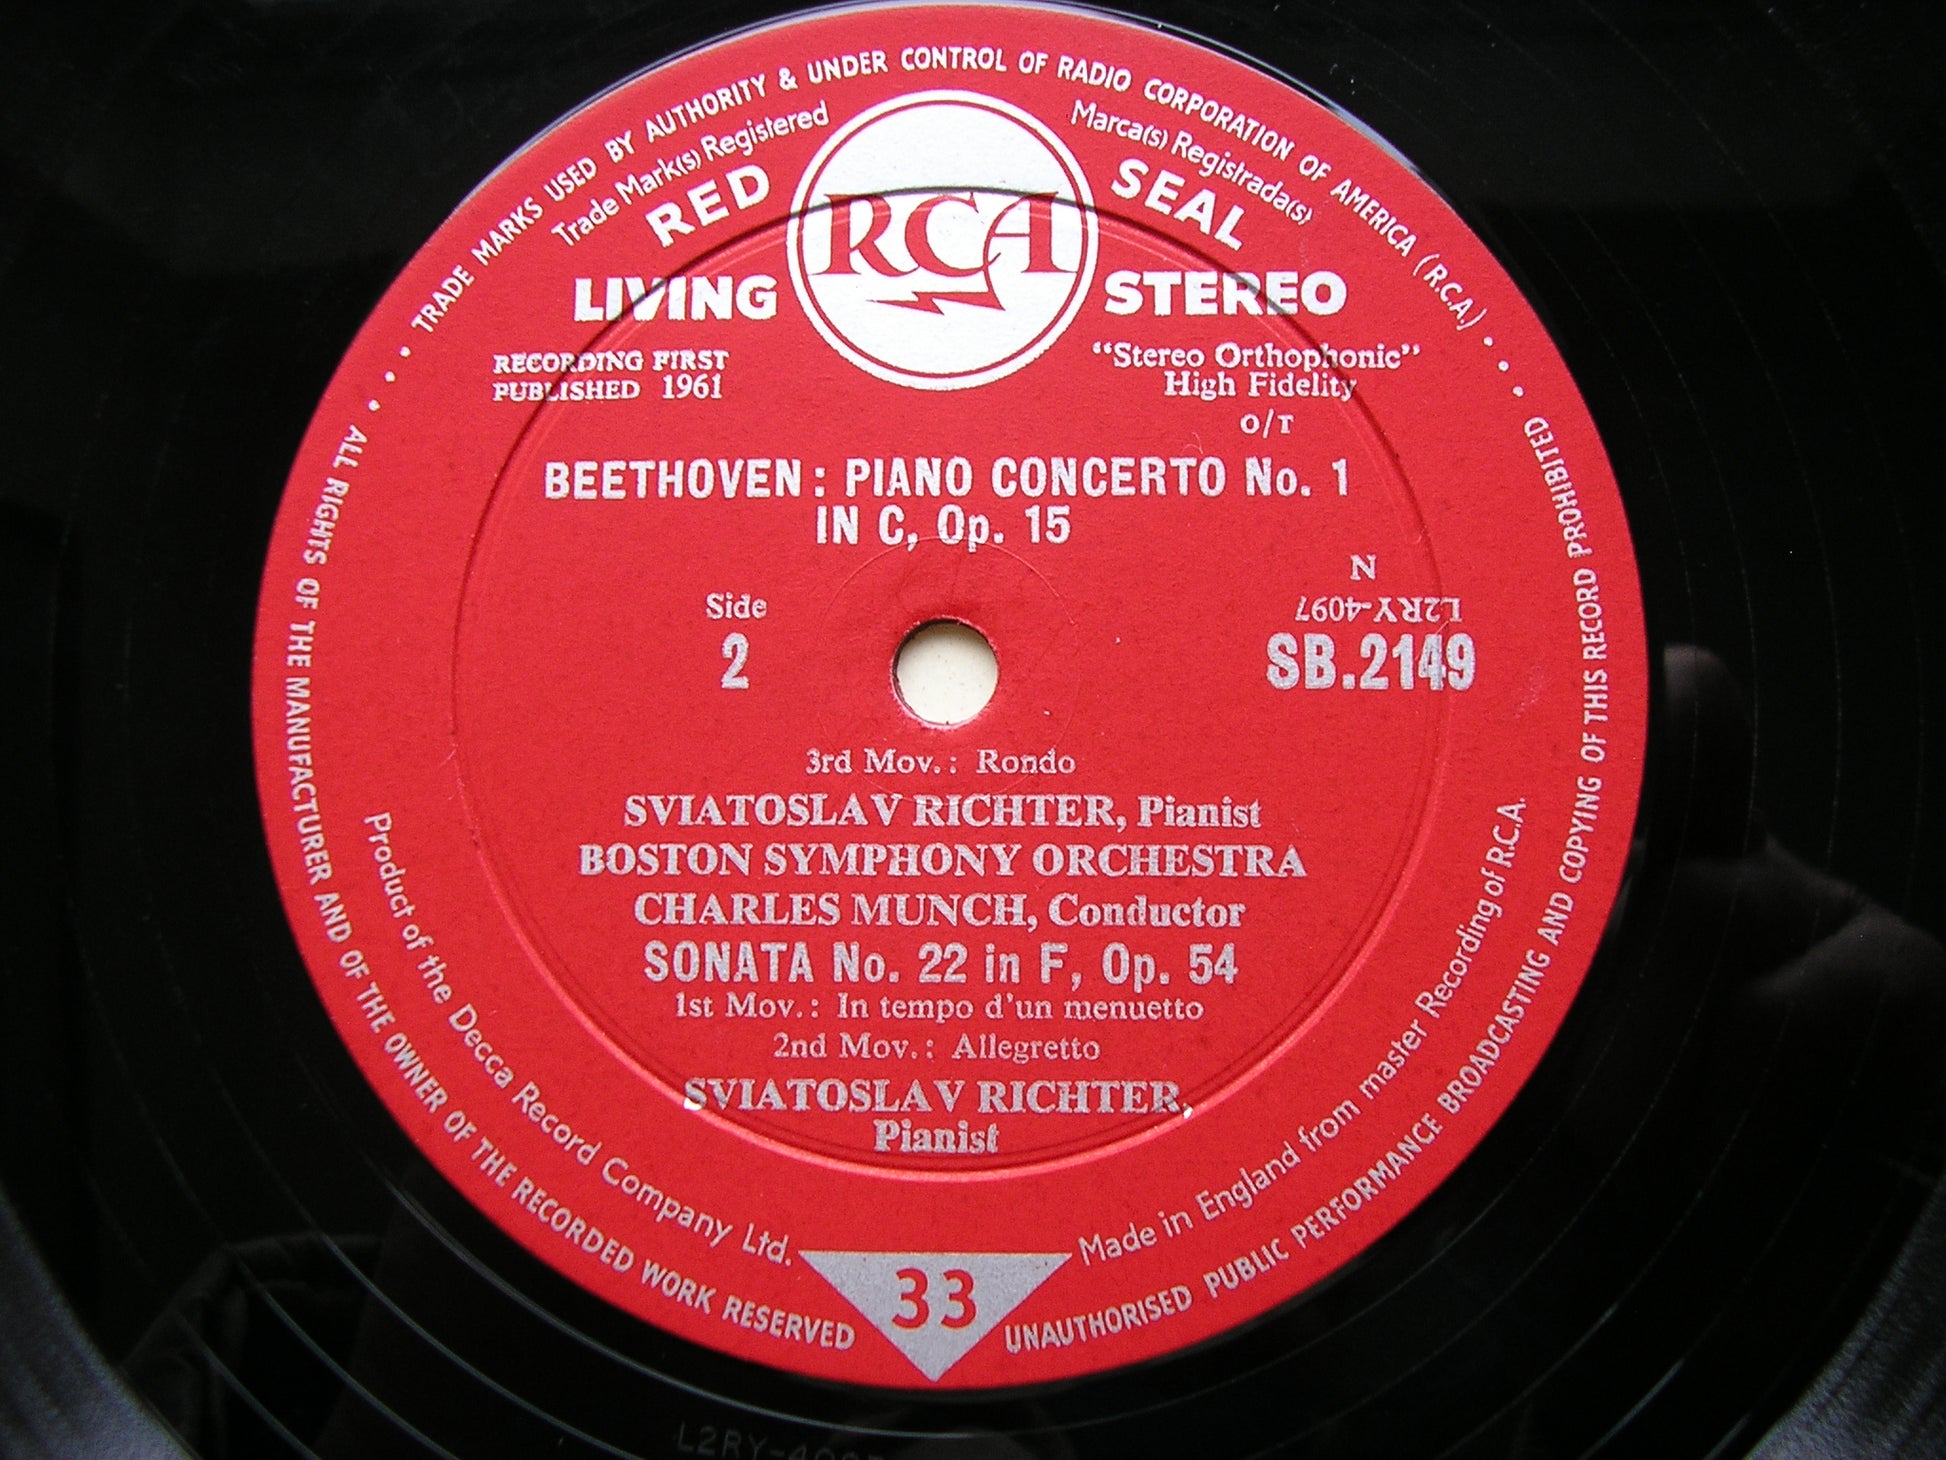 TRADE MARKS USED BY AUTHORITY & UNDER CONTROL OF RADIO CORPORATION OF AMERICA (R.C.A.)
Trade Mark(s) Registered
Marca(s) Registrada(s)
RED SEAL
RCA
LIVING STEREO
RECORDING FIRST
PUBLISHED 1961
"Stereo Orthophonic"
High Fidelity
O/T
BEETHOVEN: PIANO CONCERTO No. 1
IN C, Op. 15
N
Side
L2RY-4097
2
SB.2149
3rd Mov.: Rondo
SVIATOSLAV RICHTER, Pianist
BOSTON SYMPHONY ORCHESTRA
CHARLES MUNCH, Conductor
SONATA No. 22 in F, Op. 54
1st Mov.: In tempo d'un menuetto
2nd Mov.: Allegretto
SVIATOSLAV RICHTER,
Pianist
Product of the Decca Record Company Ltd.
Made in England from master Recording of R.C.A.
33
ALL RIGHTS OF THE MANUFACTURER AND OF THE OWNER OF THE RECORDED WORK RESERVED
UNAUTHORISED PUBLIC PERFORMANCE BROADCASTING AND COPYING OF THIS RECORD PROHIBITED